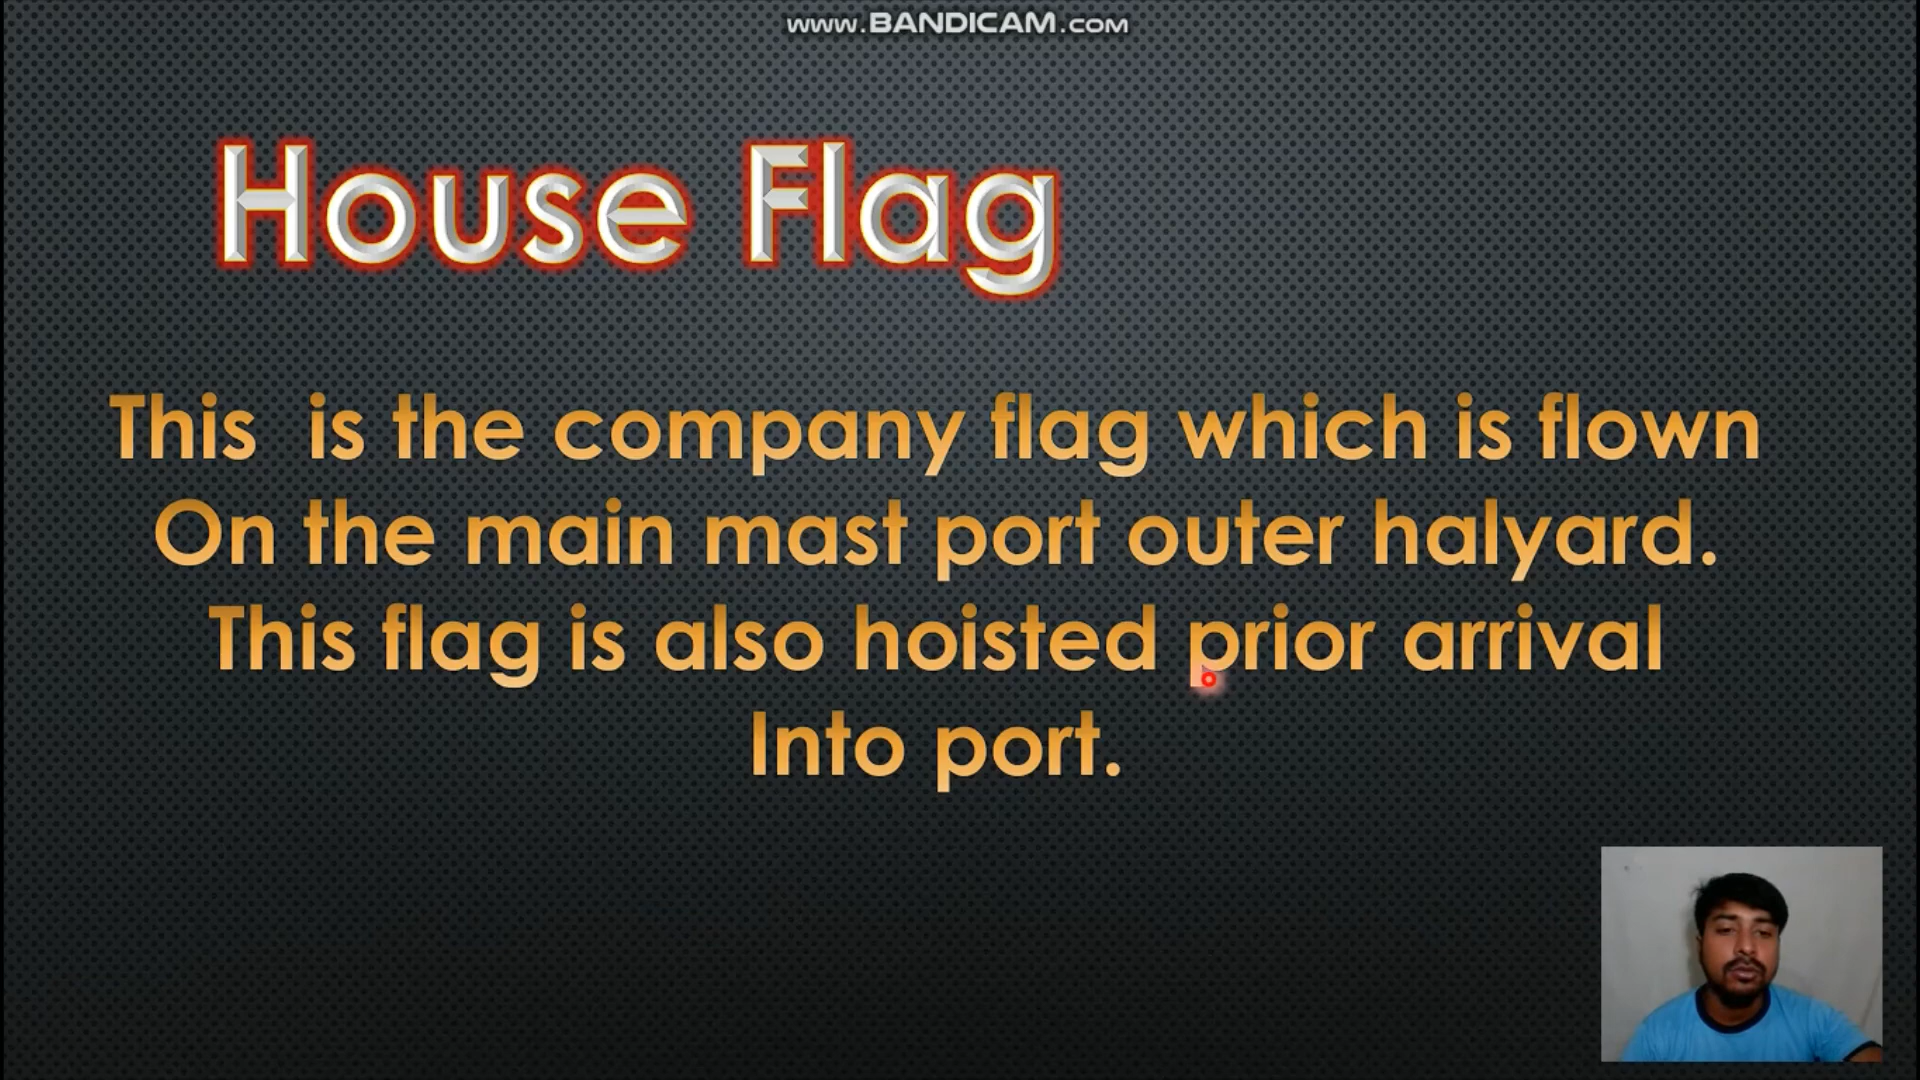 www.BANDICAM.com
House Flag
This is the company flag which is flown
On the main mast port outer halyard.
This flag is also hoisted prior arrival
Into port.